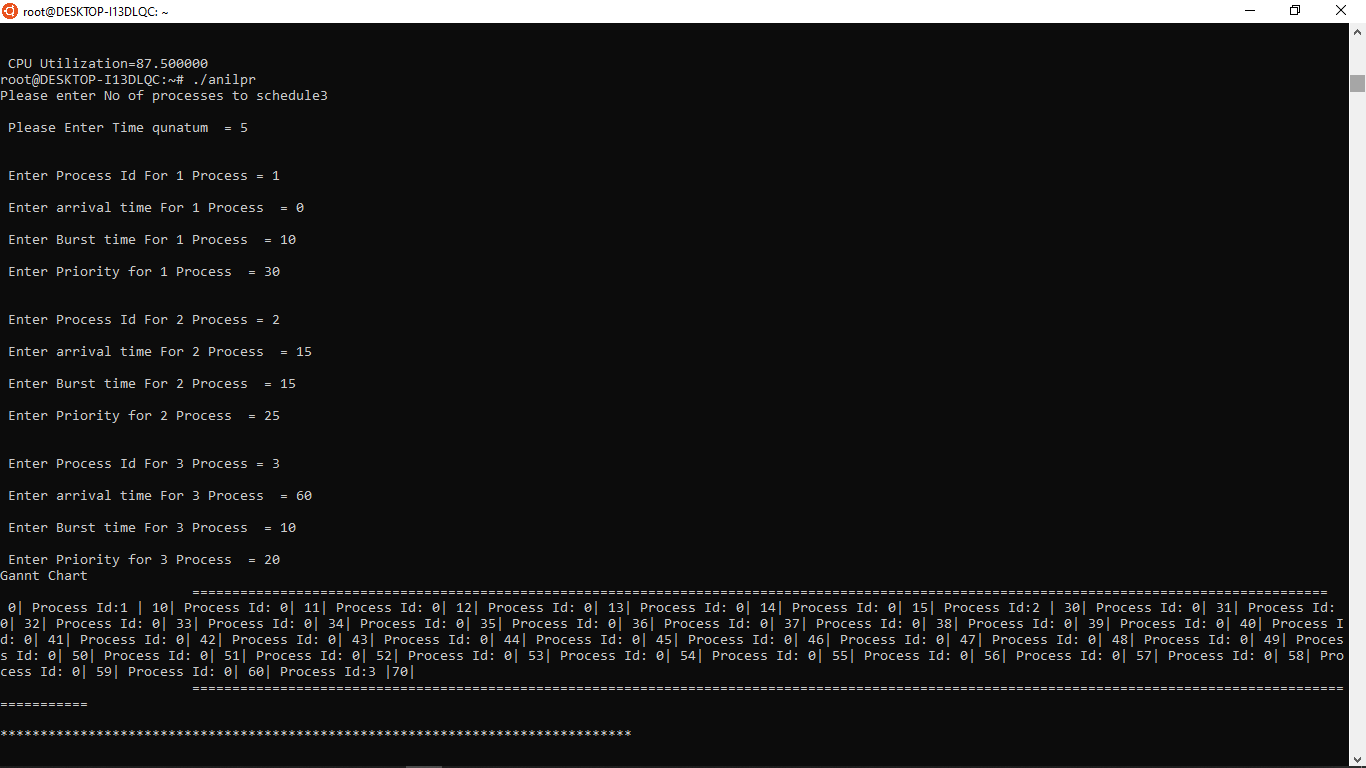 root@DESKTOP-I13DLQC: ~
CPU Utilization=87.500000
root@DESKTOP-I13DLQC:~# ./anilpr
Please enter No of processes to schedule3
Please Enter Time qunatum  = 5
Enter Process Id For 1 Process = 1
Enter arrival time For 1 Process  = 0
Enter Burst time For 1 Process  = 10
Enter Priority for 1 Process  = 30
Enter Process Id For 2 Process = 2
Enter arrival time For 2 Process  = 15
Enter Burst time For 2 Process  = 15
Enter Priority for 2 Process  = 25
Enter Process Id For 3 Process = 3
Enter arrival time For 3 Process  = 60
Enter Burst time For 3 Process  = 10
Enter Priority for 3 Process  = 20
Gannt Chart
==============================================================================================================================================
0| Process Id:1 | 10| Process Id: 0| 11| Process Id: 0| 12| Process Id: 0| 13| Process Id: 0| 14| Process Id: 0| 15| Process Id:2 | 30| Process Id: 0| 31| Process Id:
0| 32| Process Id: 0| 33| Process Id: 0| 34| Process Id: 0| 35| Process Id: 0| 36| Process Id: 0| 37| Process Id: 0| 38| Process Id: 0| 39| Process Id: 0| 40| Process I
d: 0| 41| Process Id: 0| 42| Process Id: 0| 43| Process Id: 0| 44| Process Id: 0| 45| Process Id: 0| 46| Process Id: 0| 47| Process Id: 0| 48| Process Id: 0| 49| Proces
s Id: 0| 50| Process Id: 0| 51| Process Id: 0| 52| Process Id: 0| 53| Process Id: 0| 54| Process Id: 0| 55| Process Id: 0| 56| Process Id: 0| 57| Process Id: 0| 58| Pro
cess Id: 0| 59| Process Id: 0| 60| Process Id:3 |70|
================================================================================================================================================
===========
*******************************************************************************